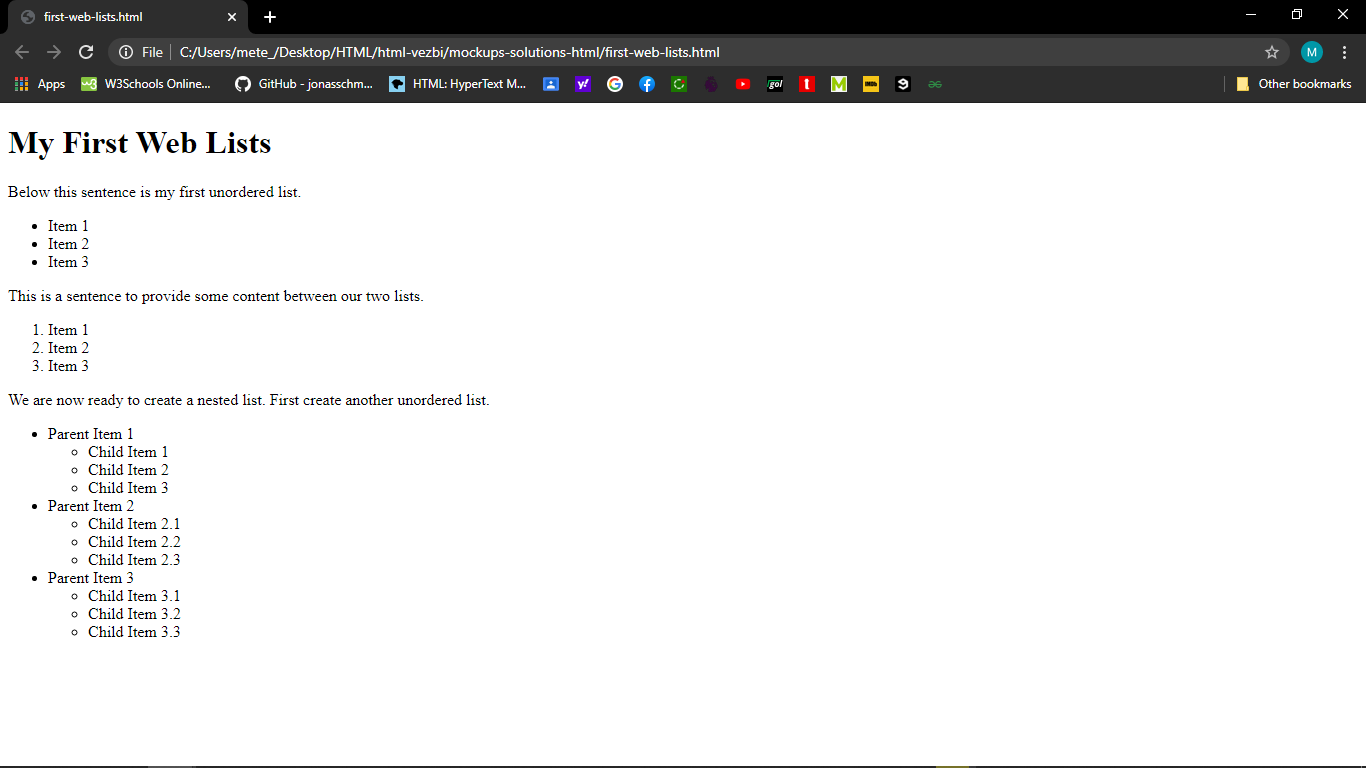 first-web-lists.html
File
C:/Users/mete_/Desktop/HTML/html-vezbi/mockups-solutions-html/first-web-lists.html
M
Apps
W3Schools Online...
GitHub - jonasschm...
HTML: HyperText M...
y!
G
f
gol
t
M
IMDb
9
Other bookmarks
My First Web Lists
Below this sentence is my first unordered list.
• Item 1
• Item 2
• Item 3
This is a sentence to provide some content between our two lists.
1. Item 1
2. Item 2
3. Item 3
We are now ready to create a nested list. First create another unordered list.
• Parent Item 1
◦ Child Item 1
◦ Child Item 2
◦ Child Item 3
• Parent Item 2
◦ Child Item 2.1
◦ Child Item 2.2
◦ Child Item 2.3
• Parent Item 3
◦ Child Item 3.1
◦ Child Item 3.2
◦ Child Item 3.3